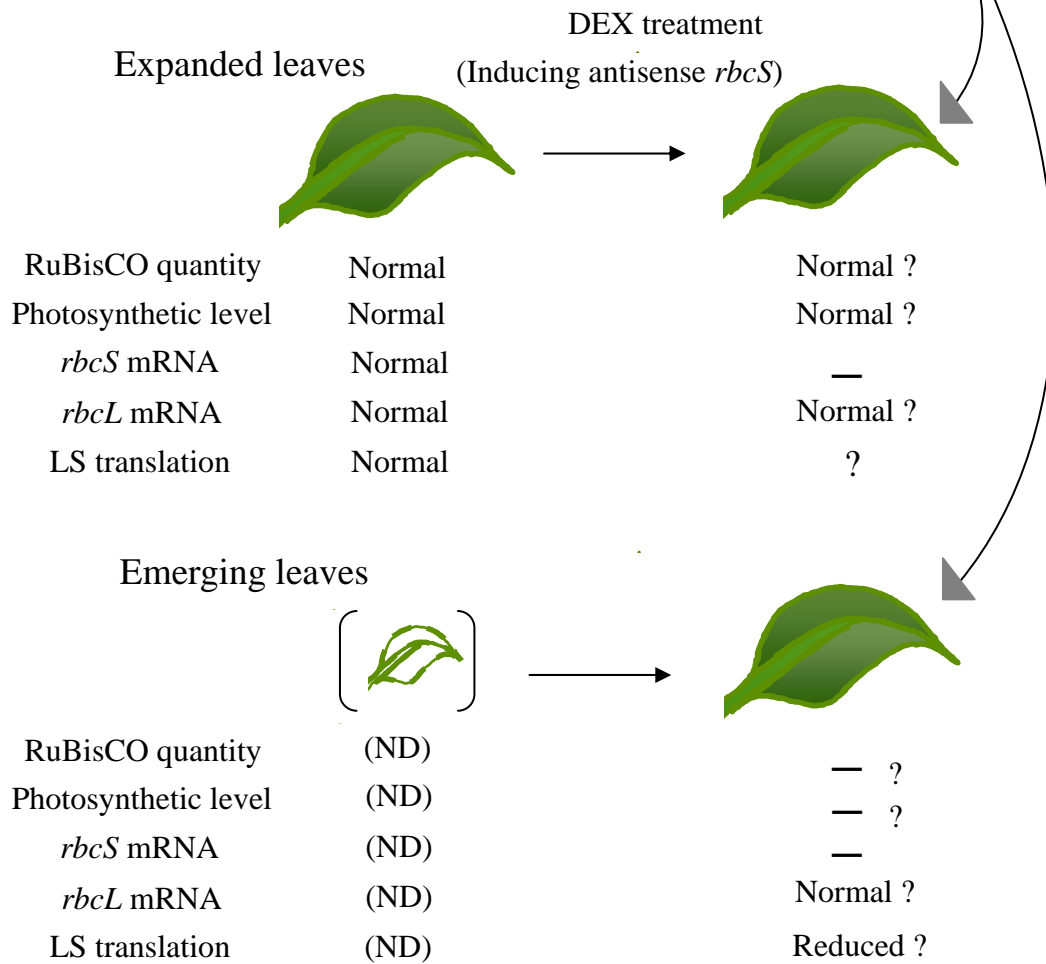 DEX treatment
Expanded leaves
(Inducing antisense rbcS)
RuBisCO quantity Normal Normal ?
Photosynthetic level Normal Normal ?
rbcS mRNA Normal —
rbcL mRNA Normal Normal ?
LS translation Normal ?
Emerging leaves
RuBisCO quantity (ND) — ?
Photosynthetic level (ND) — ?
rbcS mRNA (ND) —
rbcL mRNA (ND) Normal ?
LS translation (ND) Reduced ?